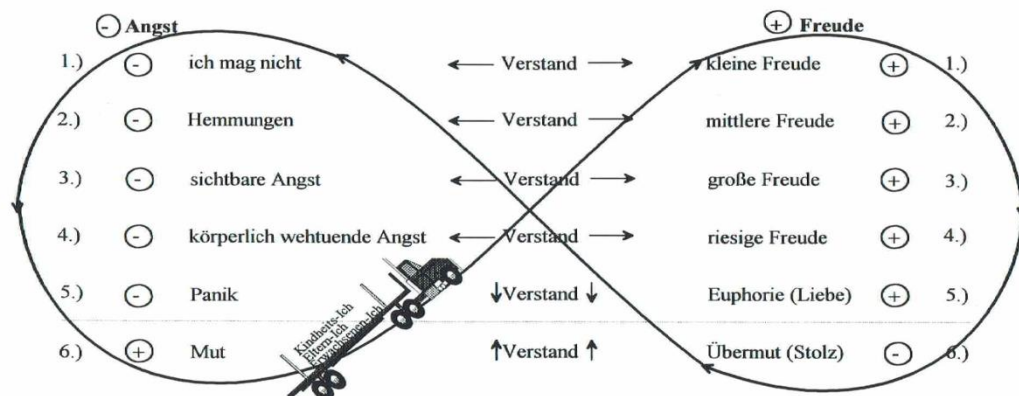 ⊖ Angst ⊕ Freude
1.) ⊖ ich mag nicht ← Verstand → kleine Freude ⊕ 1.)
2.) ⊖ Hemmungen ← Verstand → mittlere Freude ⊕ 2.)
3.) ⊖ sichtbare Angst ← Verstand → große Freude ⊕ 3.)
4.) ⊖ körperlich wehtuende Angst ← Verstand → riesige Freude ⊕ 4.)
5.) ⊖ Panik ↓Verstand ↓ Euphorie (Liebe) ⊕ 5.)
6.) ⊕ Mut ↑Verstand ↑ Übermut (Stolz) ⊖ 6.)
Kindheits-Ich
Eltern-Ich
Erwachsenen-Ich